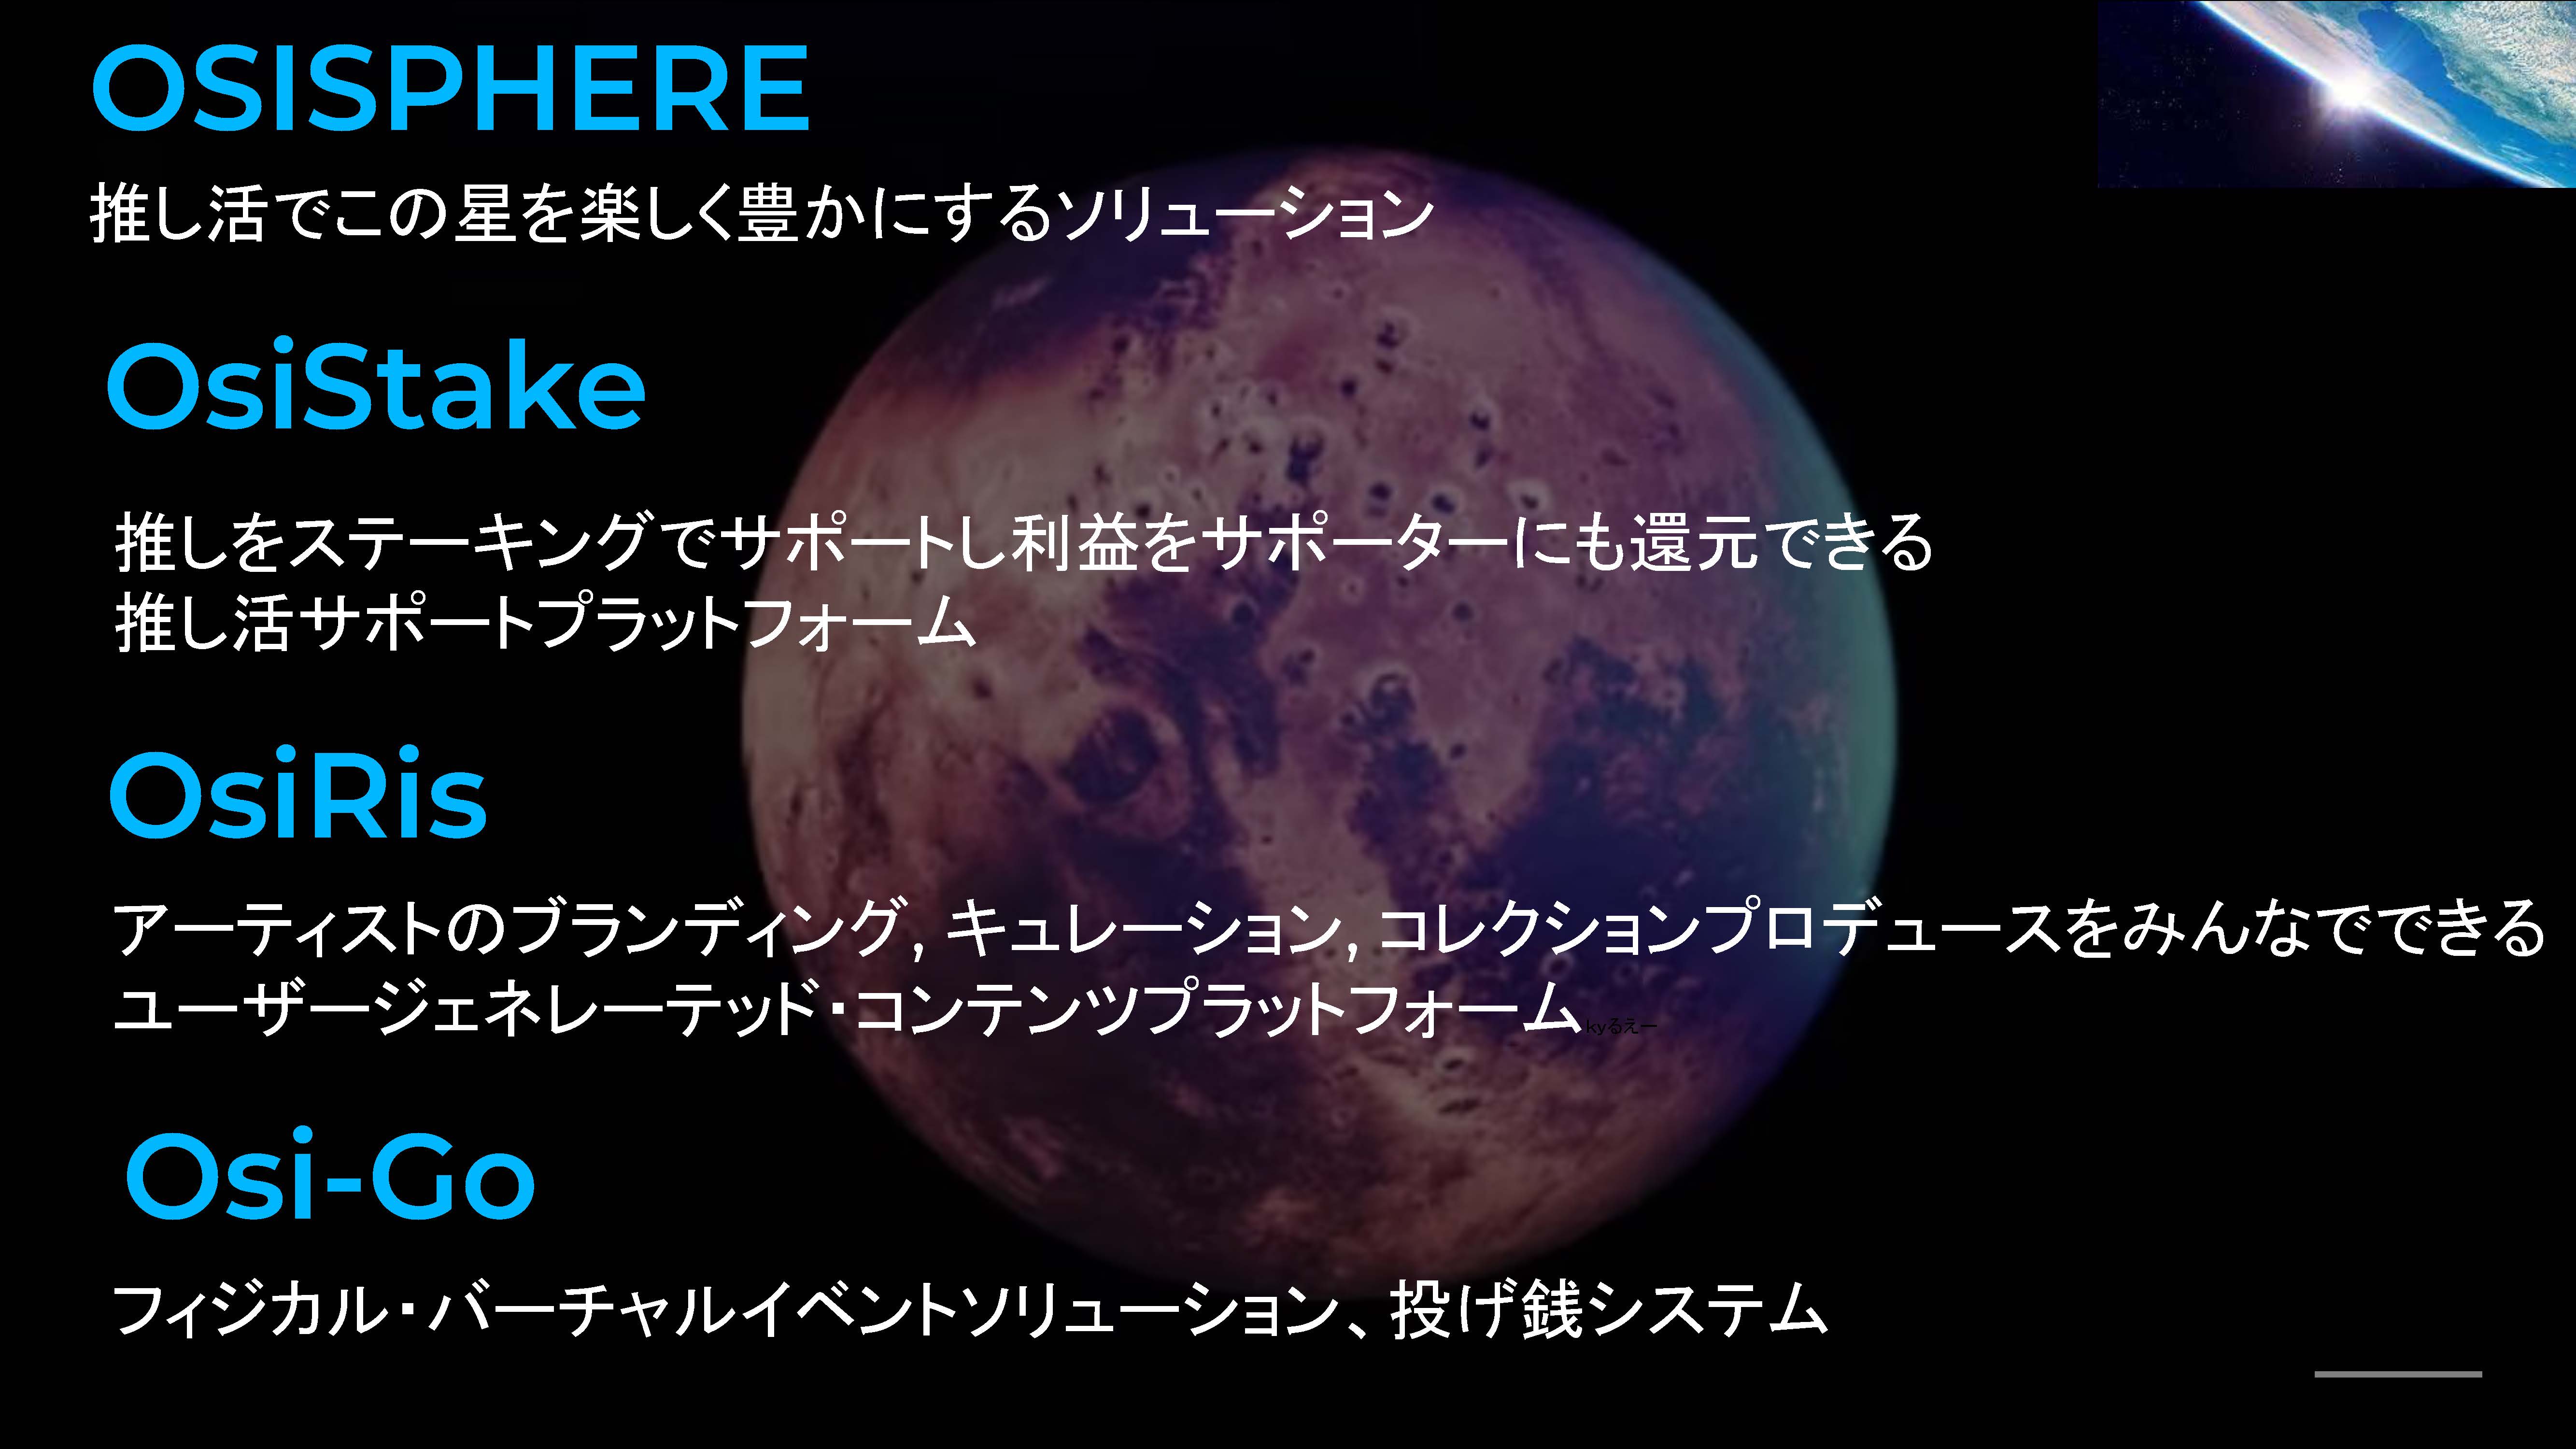 OSISPHERE
推し活でこの星を楽しく豊かにするソリューション
OsiStake
推しをステーキングでサポートし利益をサポーターにも還元できる
推し活サポートプラットフォーム
OsiRis
アーティストのブランディング, キュレーション, コレクションプロデュースをみんなでできる
ユーザージェネレーテッド・コンテンツプラットフォーム kyるえー
Osi-Go
フィジカル・バーチャルイベントソリューション、投げ銭システム